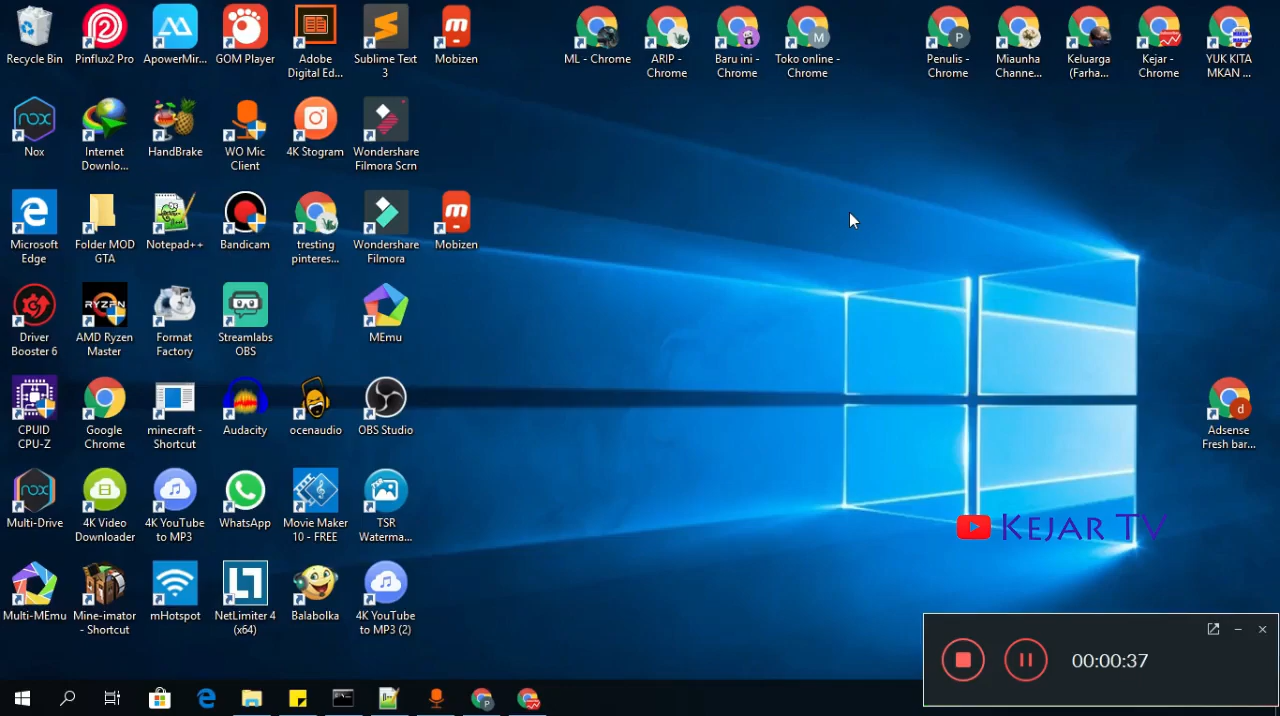 Recycle Bin
Pinflux2 Pro
ApowerMir...
GOM Player
Adobe
Digital Ed...
Sublime Text
3
Mobizen
ML - Chrome
ARIP -
Chrome
Baru ini -
Chrome
Toko online -
Chrome
Penulis -
Chrome
Miaunha
Channe...
Keluarga
(Farha...
Kejar -
Chrome
YUK KITA
MKAN ...
Nox
Internet
Downlo...
HandBrake
WO Mic
Client
4K Stogram
Wondershare
Filmora Scrn
Microsoft
Edge
Folder MOD
GTA
Notepad++
Bandicam
tresting
pinteres...
Wondershare
Filmora
Mobizen
Driver
Booster 6
RYZEN
AMD Ryzen
Master
Format
Factory
Streamlabs
OBS
MEmu
CPUID
CPU-Z
Google
Chrome
minecraft -
Shortcut
Audacity
ocenaudio
OBS Studio
Adsense
Fresh bar...
Multi-Drive
4K Video
Downloader
4K YouTube
to MP3
WhatsApp
Movie Maker
10 - FREE
TSR
Waterma...
Kejar TV
Multi-MEmu
Mine-imator
- Shortcut
mHotspot
NetLimiter 4
(x64)
Balabolka
4K YouTube
to MP3 (2)
00:00:37